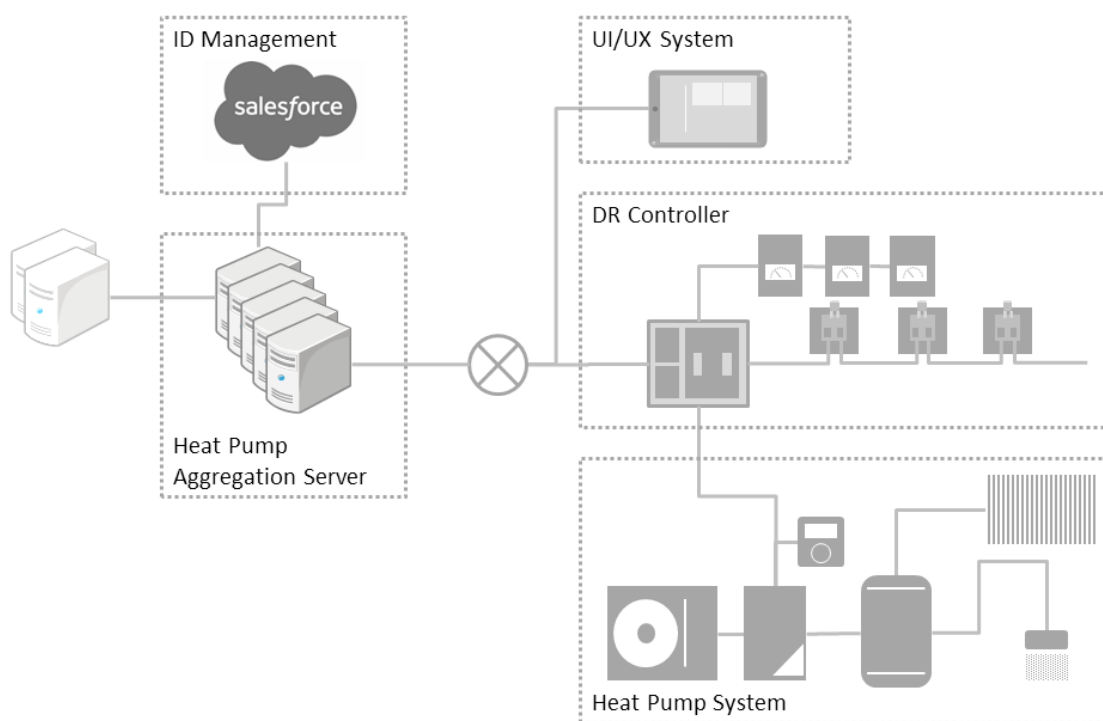 ID Management
salesforce
UI/UX System
DR Controller
Heat Pump
Aggregation Server
Heat Pump System